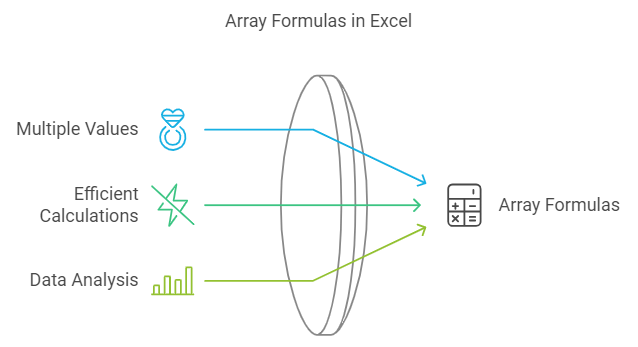 Array Formulas in Excel
Multiple Values
Efficient
Calculations
Data Analysis
Array Formulas